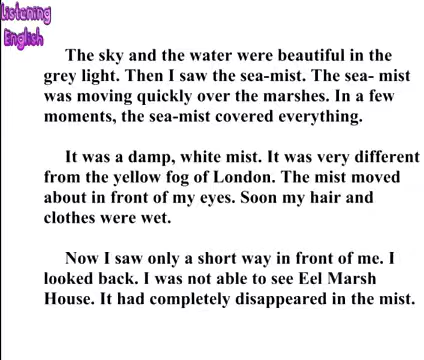 Listening
English
The sky and the water were beautiful in the
grey light. Then I saw the sea-mist. The sea- mist
was moving quickly over the marshes. In a few
moments, the sea-mist covered everything.
It was a damp, white mist. It was very different
from the yellow fog of London. The mist moved
about in front of my eyes. Soon my hair and
clothes were wet.
Now I saw only a short way in front of me. I
looked back. I was not able to see Eel Marsh
House. It had completely disappeared in the mist.